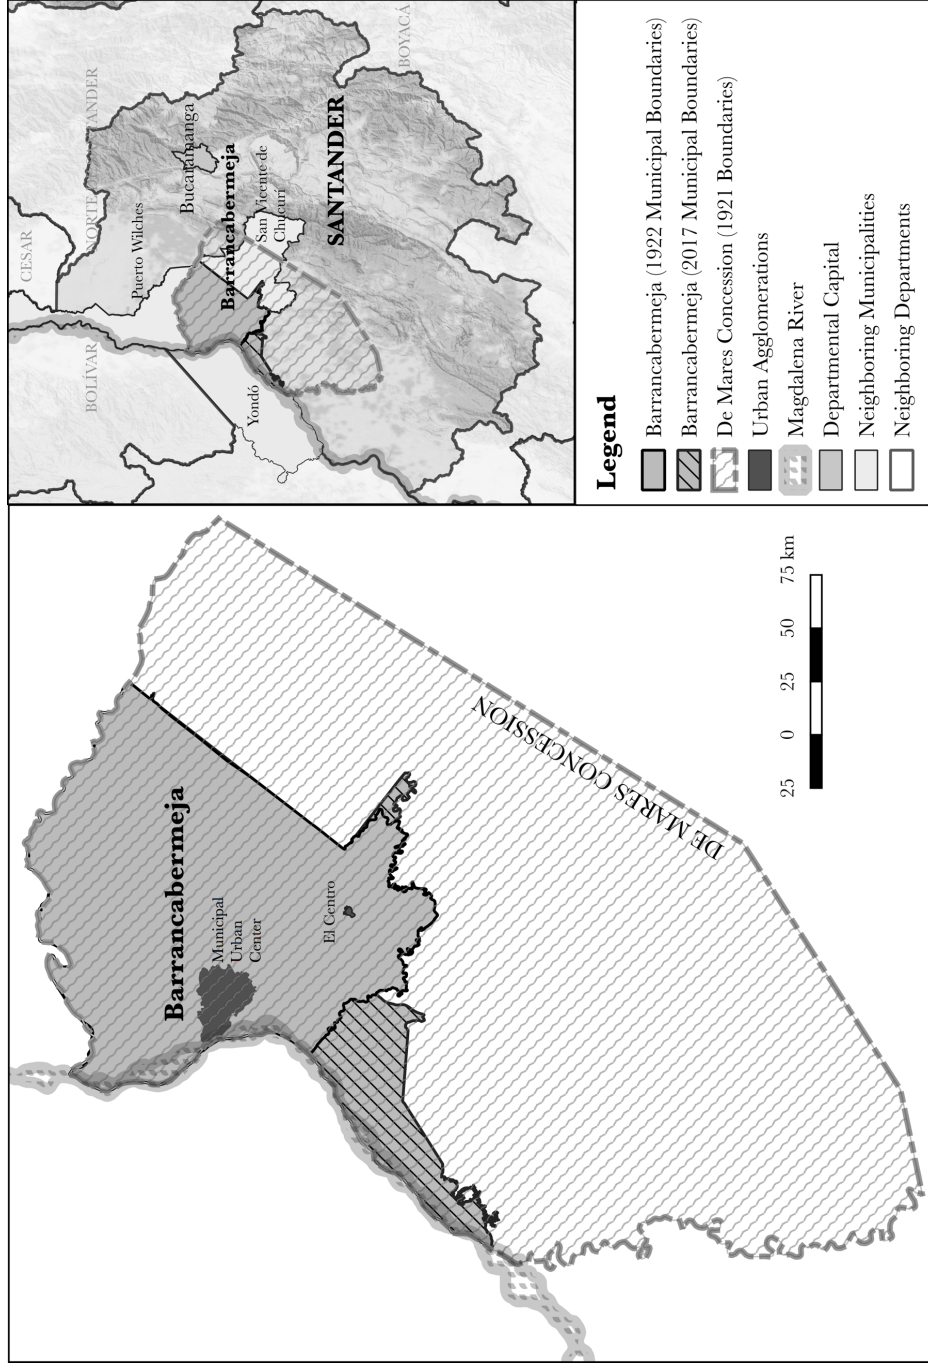 Barrancabermeja
Municipal
Urban
Center
El Centro
DE MARES CONCESSION
25 0 25 50 75 km
CESAR
BOLÍVAR
NORTE
SANTANDER
BOYACÁ
Puerto Wilches
Bucaramanga
Barrancabermeja
San Vicente de
Chucurí
Yondó
SANTANDER
Legend
Barrancabermeja (1922 Municipal Boundaries)
Barrancabermeja (2017 Municipal Boundaries)
De Mares Concession (1921 Boundaries)
Urban Agglomerations
Magdalena River
Departmental Capital
Neighboring Municipalities
Neighboring Departments